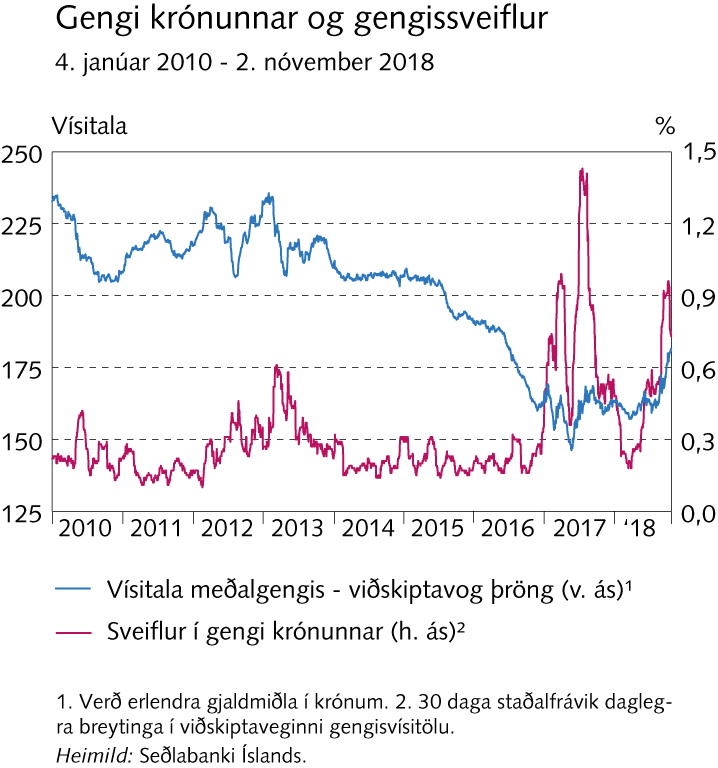 Gengi krónunnar og gengissveiflur
4. janúar 2010 - 2. nóvember 2018
Vísitala %
250 1,5
225 1,2
200 0,9
175 0,6
150 0,3
125 0,0
2010 2011 2012 2013 2014 2015 2016 2017 ‘18
Vísitala meðalgengis - viðskiptavog þröng (v. ás)¹
Sveiflur í gengi krónunnar (h. ás)²
1. Verð erlendra gjaldmiðla í krónum. 2. 30 daga staðalfrávik dagleg-
ra breytinga í viðskiptaveginni gengisvísitölu.
Heimild: Seðlabanki Íslands.